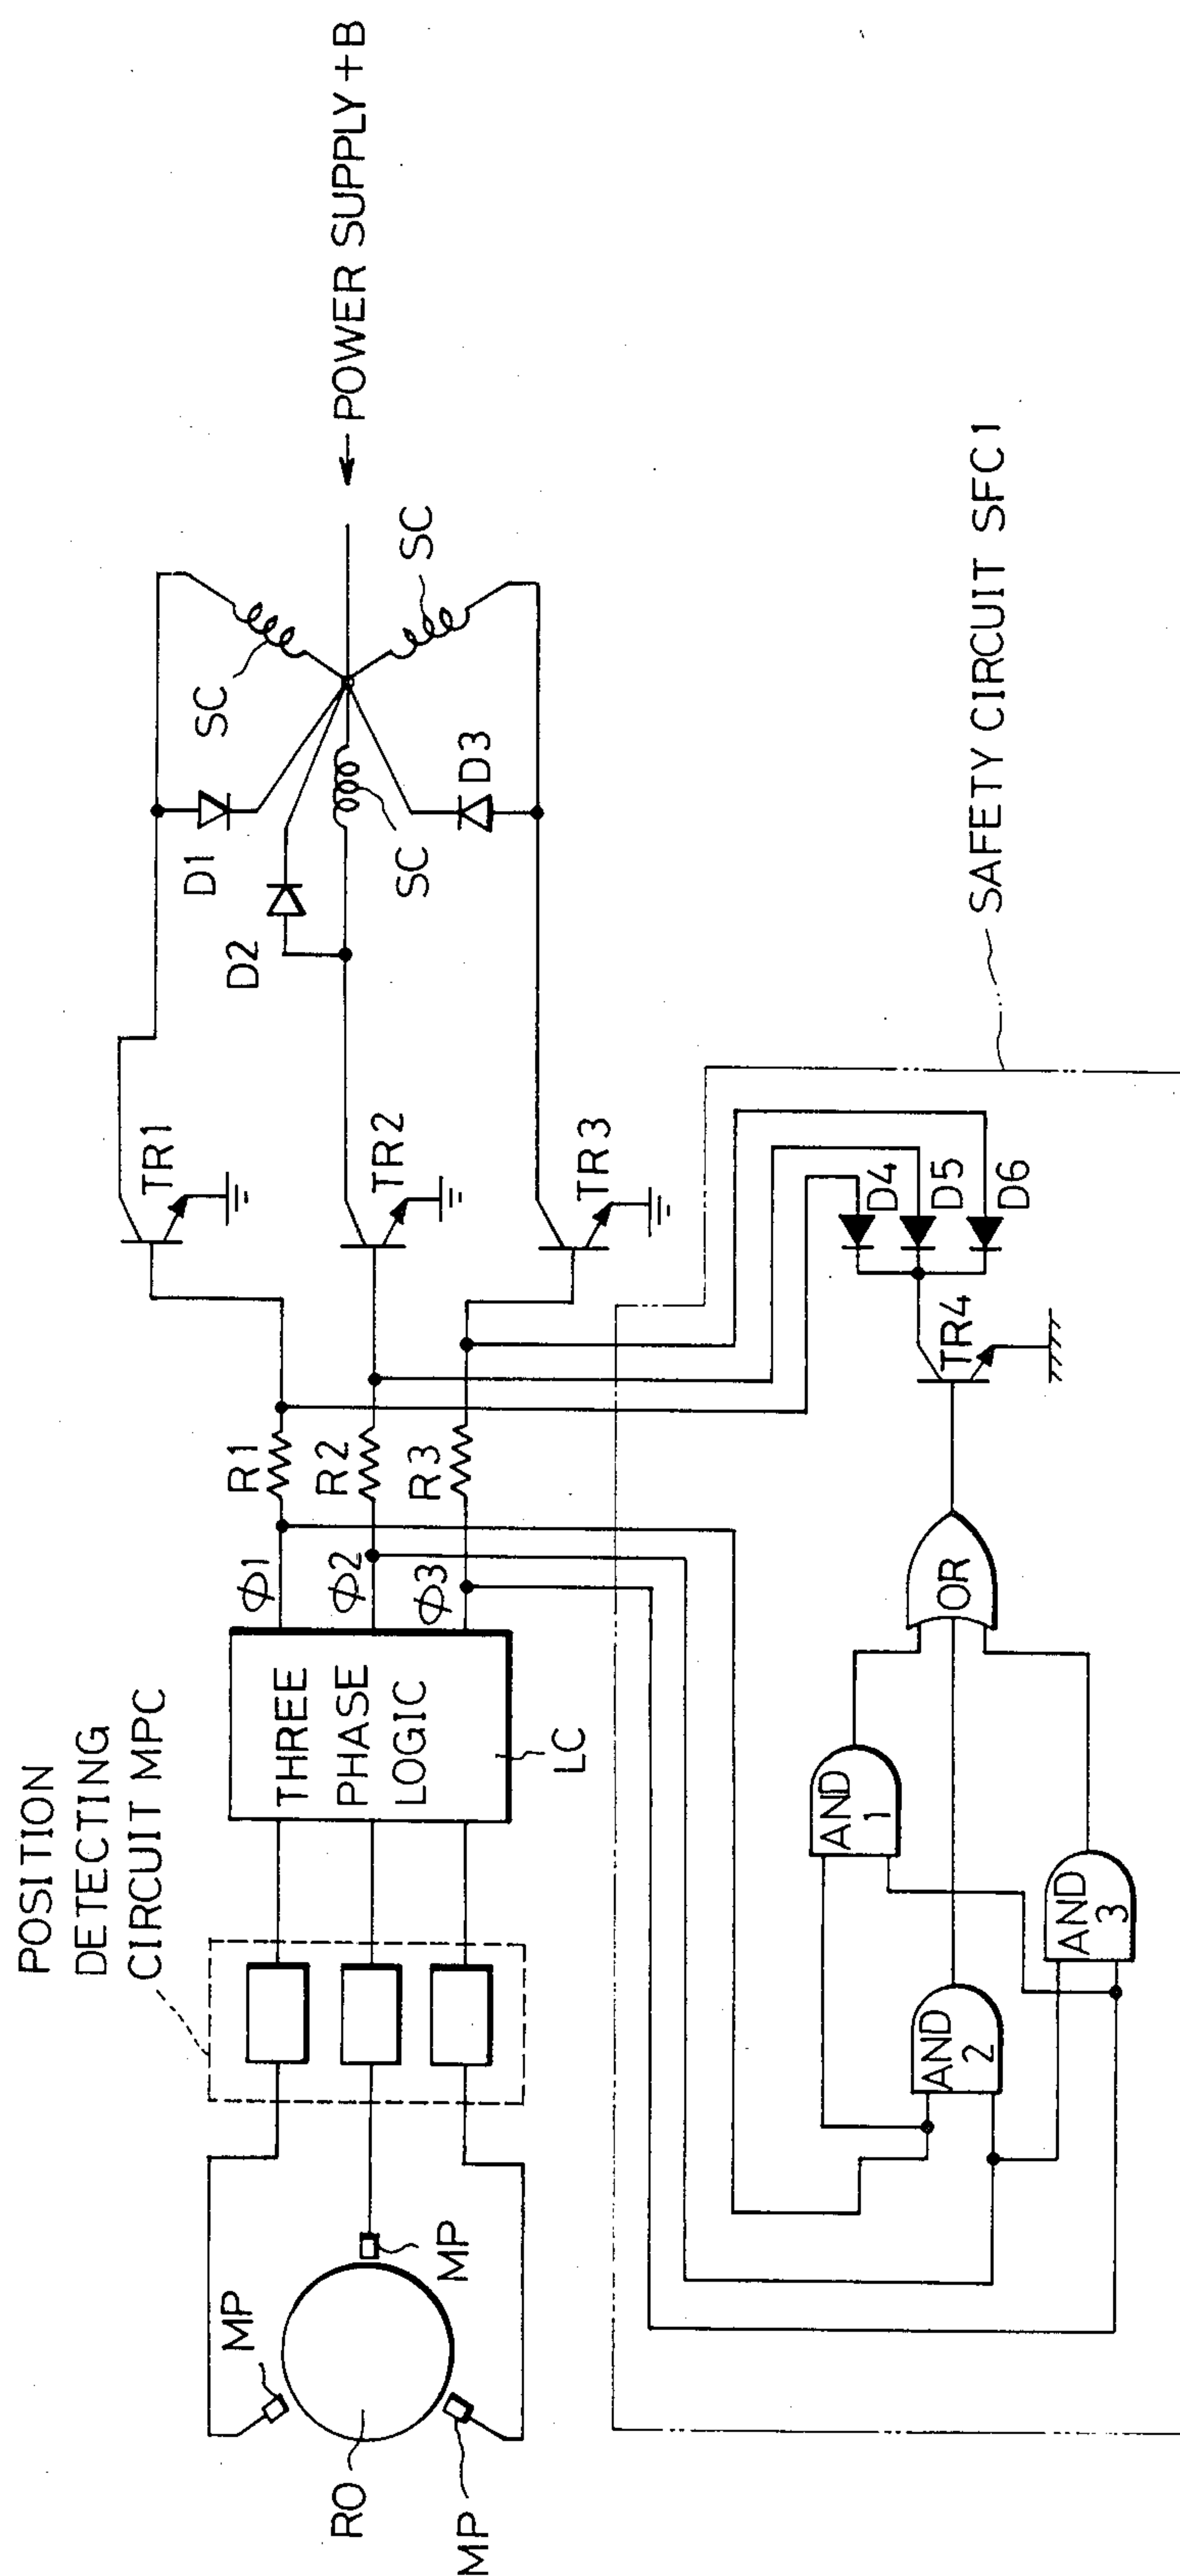 POSITION
DETECTING
CIRCUIT MPC
MP
MP
MP
RO
THREE
PHASE
LOGIC
LC
Φ1
Φ2
Φ3
R1
R2
R3
TR1
TR2
TR3
D1
D2
D3
SC
SC
SC
POWER SUPPLY +B
SAFETY CIRCUIT SFC1
D4
D5
D6
TR4
OR
AND
1
AND
2
AND
3